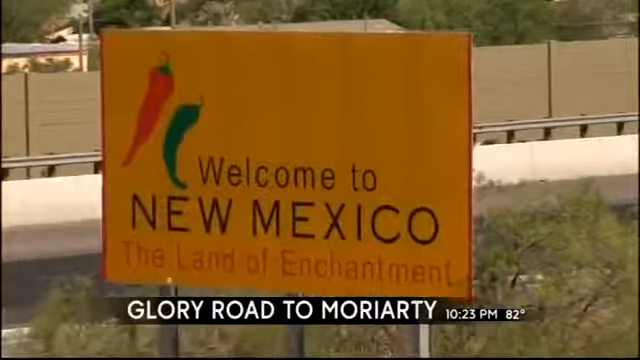 Welcome to
NEW MEXICO
The Land of Enchantment
GLORY ROAD TO MORIARTY 10:23 PM 82°